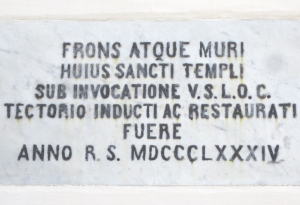 FRONS ATQUE MURI
HUIUS SANCTI TEMPLI
SUB INVOCATIONE V.S.L.O.C.
TECTORIO INDUCTI AC RESTAURATI
FUERE
ANNO R.S. MDCCCLXXXIV